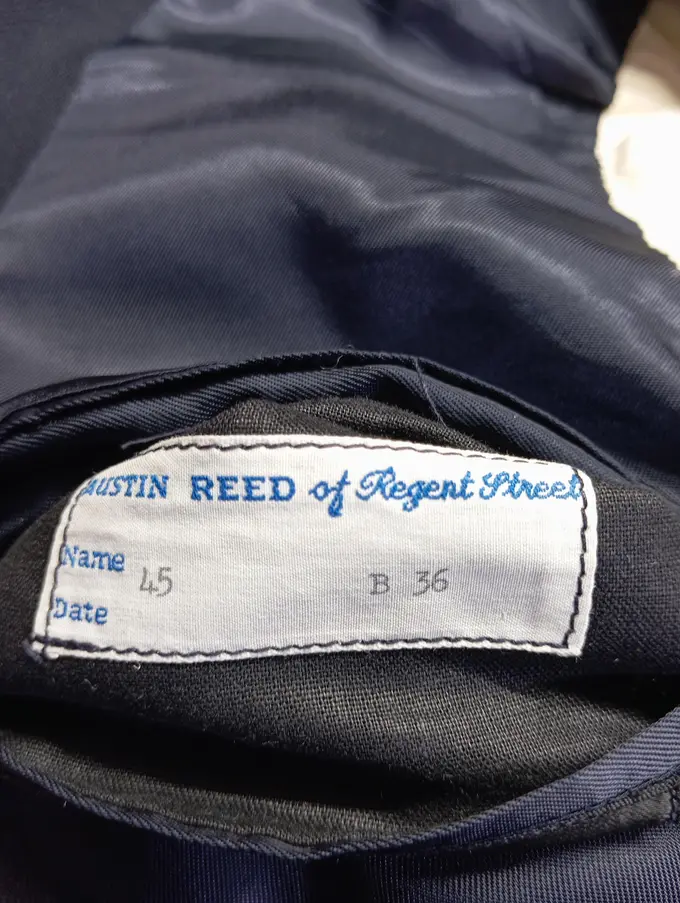 AUSTIN REED of Regent Street
Name 45 B 36
Date